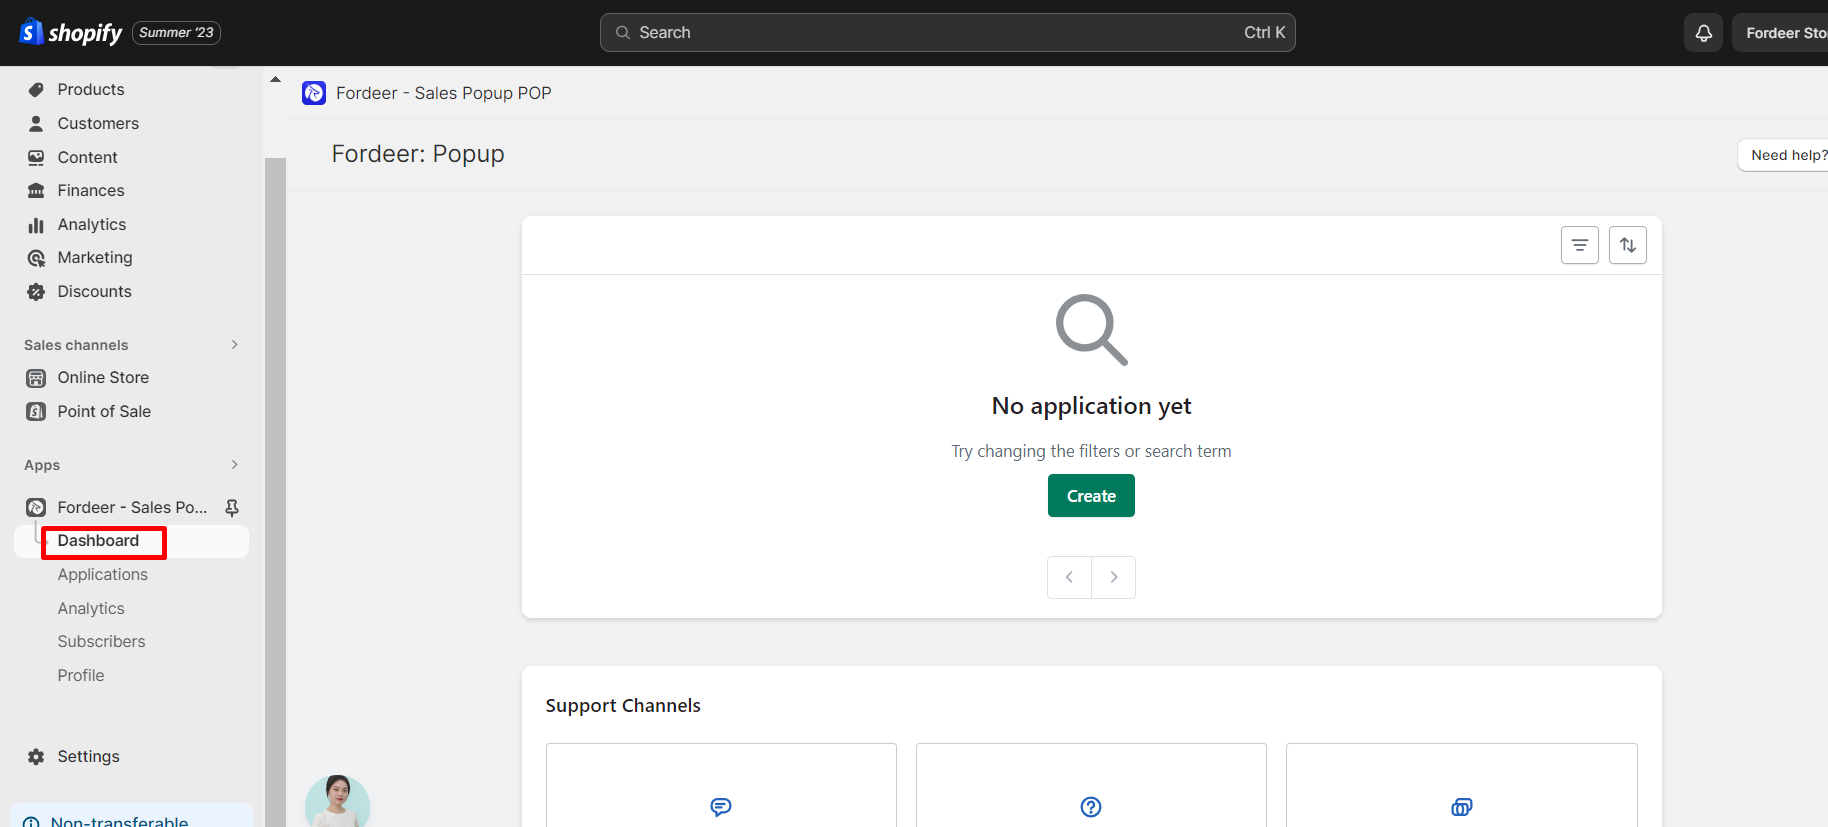 shopify Summer '23
Search Ctrl K
Fordeer Sto
Products
Customers
Content
Finances
Analytics
Marketing
Discounts
Sales channels
Online Store
Point of Sale
Apps
Fordeer - Sales Po...
Dashboard
Applications
Analytics
Subscribers
Profile
Settings
Non-transferable
Fordeer - Sales Popup POP
Fordeer: Popup
Need help?
No application yet
Try changing the filters or search term
Create
Support Channels